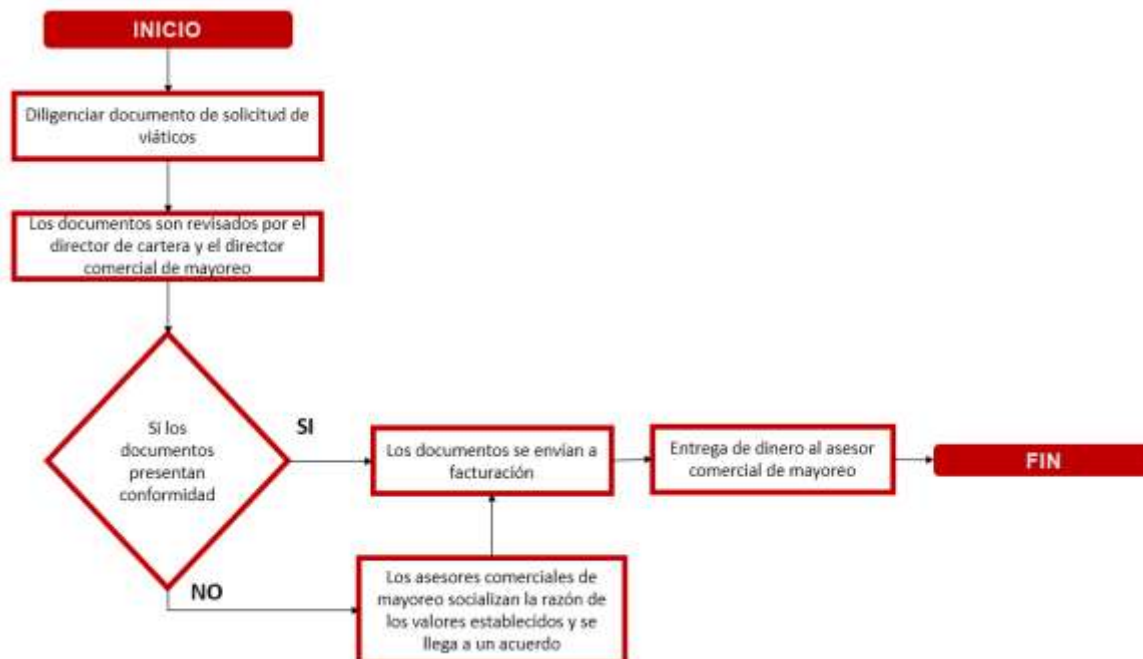 INICIO
Diligenciar documento de solicitud de
viáticos
Los documentos son revisados por el
director de cartera y el director
comercial de mayoreo
Si los
documentos
presentan
conformidad
SI
Los documentos se envían a
facturación
Entrega de dinero al asesor
comercial de mayoreo
FIN
NO
Los asesores comerciales de
mayoreo socializan la razón de
los valores establecidos y se
llega a un acuerdo